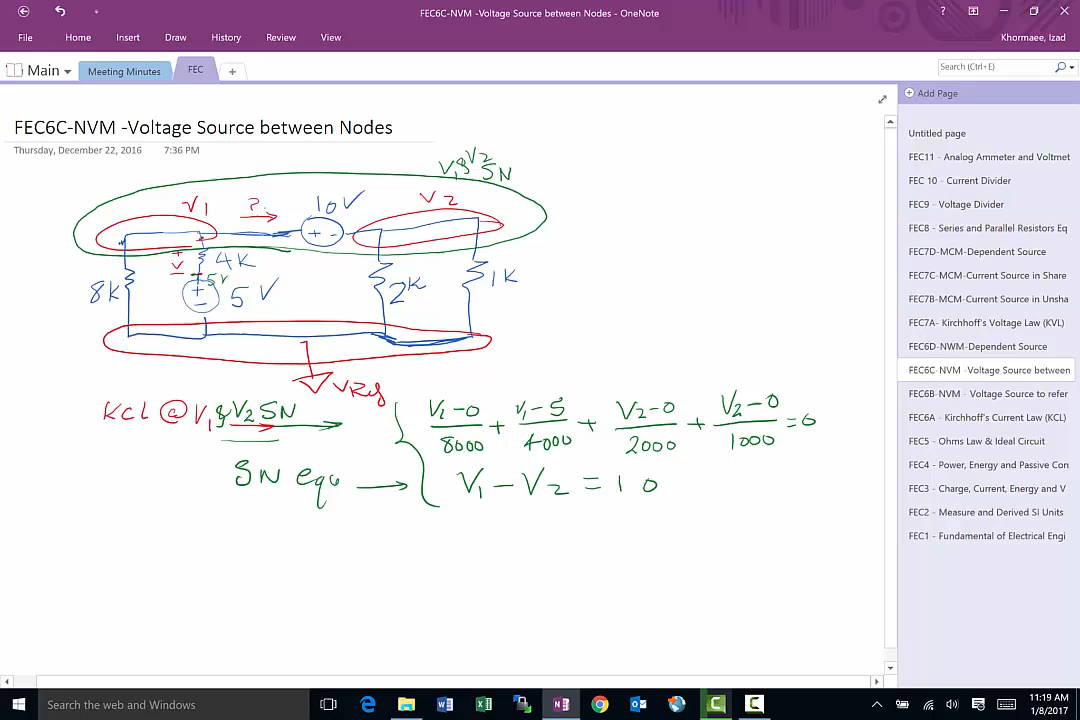 FEC6C-NVM -Voltage Source between Nodes - OneNote
?
File Home Insert Draw History Review View
Khormaee, Izad
Main
Meeting Minutes
FEC
+
Search (Ctrl+E)
Add Page
FEC6C-NVM -Voltage Source between Nodes
Thursday, December 22, 2016 7:36 PM
V1&V2 SN
V1
?
10V
V2
+ -
+
V
-
4K
5V
8K
+
-
5V
2K
1K
VRef
KCL @ V1 &V2 SN
V1-0/8000 + V1-5/4000 + V2-0/2000 + V2-0/1000 = 0
SN equ
V1 - V2 = 10
Untitled page
FEC11 - Analog Ammeter and Voltmet
FEC 10 - Current Divider
FEC9 - Voltage Divider
FEC8 - Series and Parallel Resistors Eq
FEC7D-MCM-Dependent Source
FEC7C-MCM-Current Source in Share
FEC7B-MCM-Current Source in Unsha
FEC7A- Kirchhoff's Voltage Law (KVL)
FEC6D-NWM-Dependent Source
FEC6C-NVM -Voltage Source between
FEC6B-NVM - Voltage Source to refer
FEC6A - Kirchhoff's Current Law (KCL)
FEC5 - Ohms Law & Ideal Circuit
FEC4 - Power, Energy and Passive Con
FEC3 - Charge, Current, Energy and V
FEC2 - Measure and Derived SI Units
FEC1 - Fundamental of Electrical Engi
Search the web and Windows
11:19 AM
1/8/2017